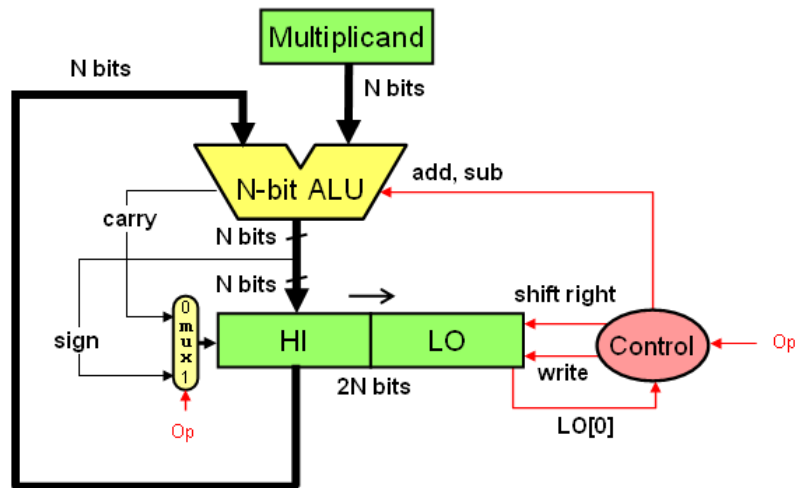 Multiplicand
N bits
N bits
N-bit ALU
add, sub
carry
N bits
N bits
sign
0
mux
1
Op
HI
LO
2N bits
shift right
write
Control
Op
LO[0]